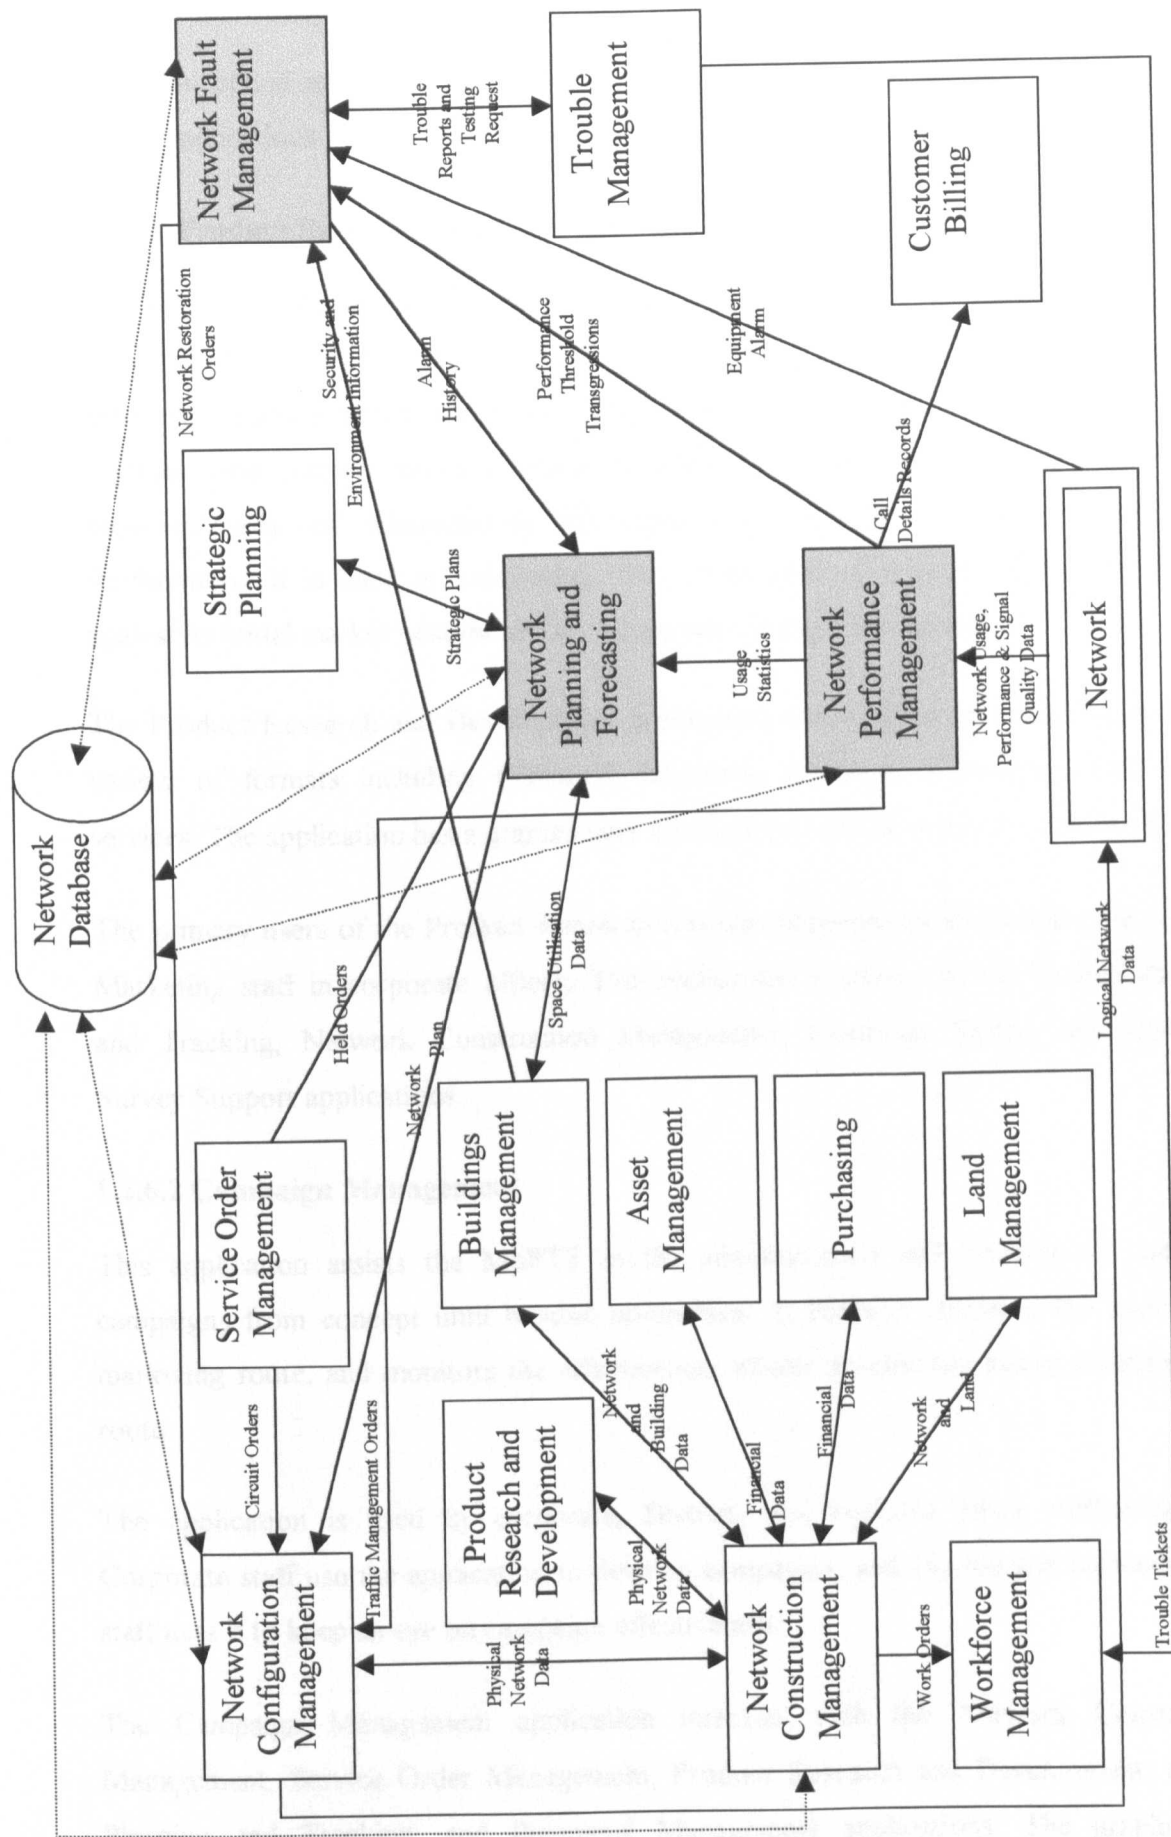 Network
Database
Network Fault
Management
Trouble
Reports and
Testing
Request
Trouble
Management
Network Restoration
Orders
Security and
Environment Information
Alarm
History
Performance
Threshold
Transgressions
Equipment
Alarm
Customer
Billing
Strategic
Planning
Strategic Plans
Network
Planning and
Forecasting
Usage
Statistics
Network
Performance
Management
Call
Details Records
Network Usage,
Performance & Signal
Quality Data
Network
Held Orders
Network Plan
Space Utilisation
Data
Logical Network
Data
Service Order
Management
Buildings
Management
Asset
Management
Purchasing
Land
Management
Circuit Orders
Traffic Management Orders
Product
Research and
Development
Network
and
Building
Data
Financial
Data
Financial
Data
Network
and
Land
Physical
Network
Data
Network
Configuration
Management
Physical
Network
Data
Network
Construction
Management
Work Orders
Workforce
Management
Trouble Tickets